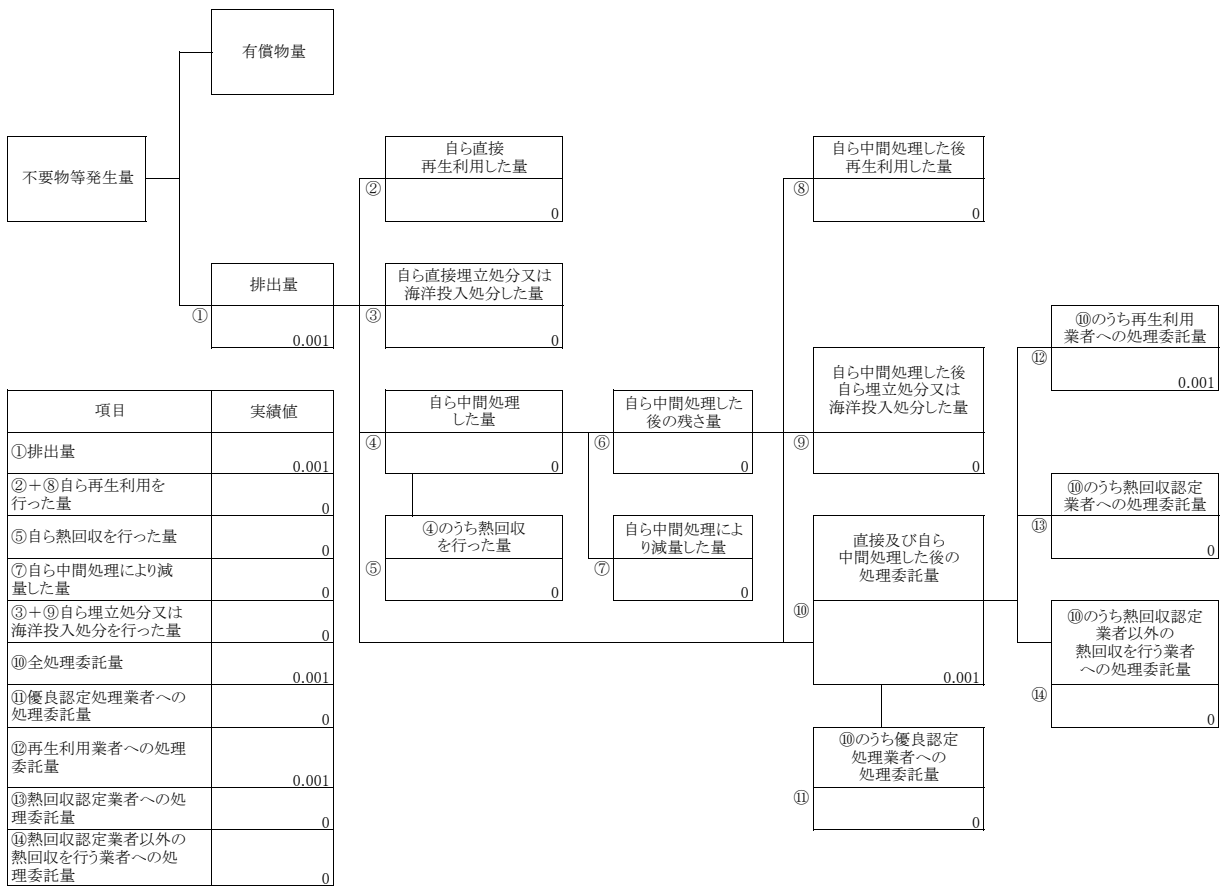 有償物量
不要物等発生量
排出量
①
0.001
自ら直接
再生利用した量
②
0
自ら直接埋立処分又は
海洋投入処分した量
③
0
自ら中間処理
した量
④
0
④のうち熱回収
を行った量
⑤
0
自ら中間処理した
後の残さ量
⑥
0
自ら中間処理によ
り減量した量
⑦
0
自ら中間処理した後
再生利用した量
⑧
0
自ら中間処理した後
自ら埋立処分又は
海洋投入処分した量
⑨
0
直接及び自ら
中間処理した後の
処理委託量
⑩
0.001
⑩のうち優良認定
処理業者への
処理委託量
⑪
0
⑩のうち再生利用
業者への処理委託量
⑫
0.001
⑩のうち熱回収認定
業者への処理委託量
⑬
0
⑩のうち熱回収認定
業者以外の
熱回収を行う業者
への処理委託量
⑭
0
項目 実績値
①排出量
0.001
②+⑧自ら再生利用を
行った量
0
⑤自ら熱回収を行った量
0
⑦自ら中間処理により減
量した量
0
③+⑨自ら埋立処分又は
海洋投入処分を行った量
0
⑩全処理委託量
0.001
⑪優良認定処理業者への
処理委託量
0
⑫再生利用業者への処理
委託量
0.001
⑬熱回収認定業者への処
理委託量
0
⑭熱回収認定業者以外の
熱回収を行う業者への処
理委託量
0